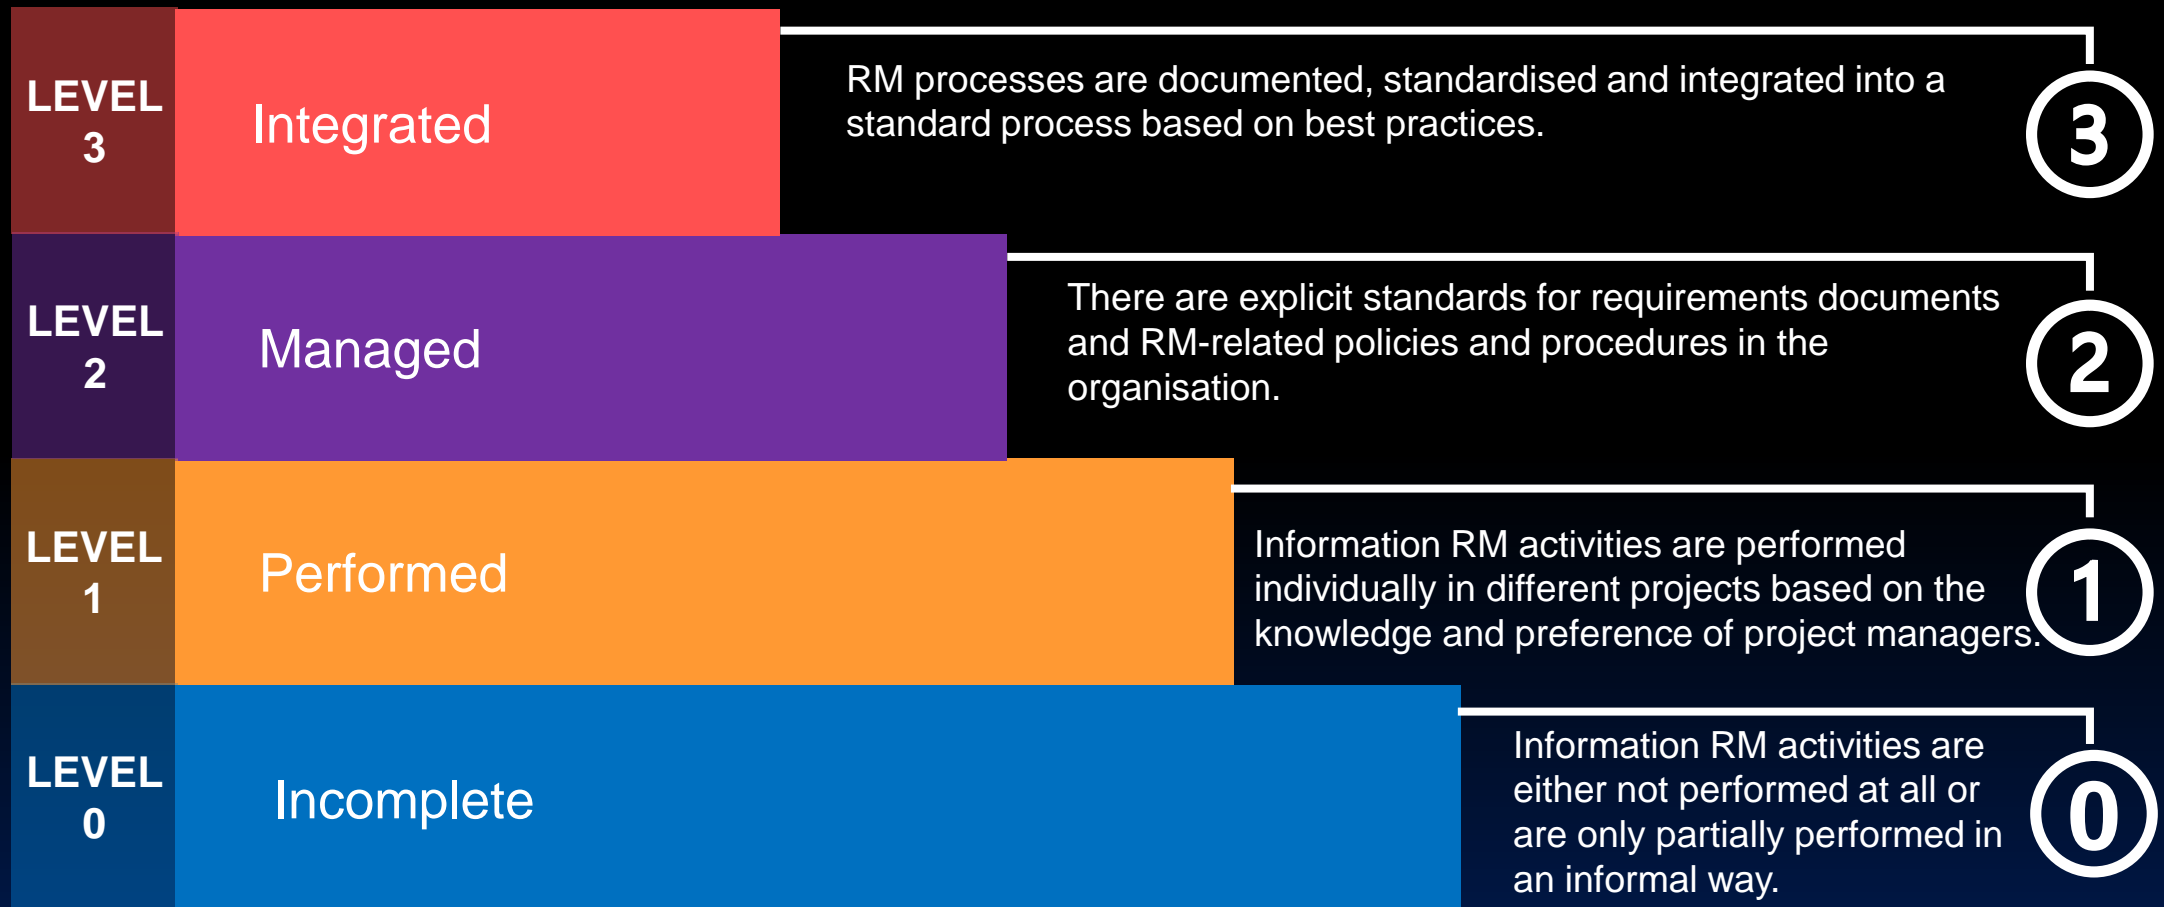 LEVEL
3
Integrated
RM processes are documented, standardised and integrated into a
standard process based on best practices.
3
LEVEL
2
Managed
There are explicit standards for requirements documents
and RM-related policies and procedures in the
organisation.
2
LEVEL
1
Performed
Information RM activities are performed
individually in different projects based on the
knowledge and preference of project managers.
1
LEVEL
0
Incomplete
Information RM activities are
either not performed at all or
are only partially performed in
an informal way.
0